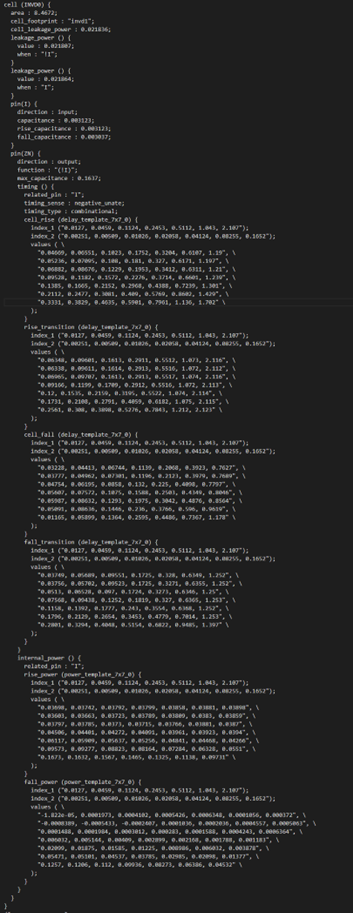 cell (INVD0) {
area : 8.4672;
cell_footprint : "invd1";
cell_leakage_power : 0.021836;
leakage_power () {
value : 0.021807;
when : "!I";
}
leakage_power () {
value : 0.021864;
when : "I";
}
pin(I) {
direction : input;
capacitance : 0.003123;
rise_capacitance : 0.003123;
fall_capacitance : 0.003037;
}
pin(ZN) {
direction : output;
function : "(!I)";
max_capacitance : 0.1637;
timing () {
related_pin : "I";
timing_sense : negative_unate;
timing_type : combinational;
cell_rise (delay_template_7x7_0) {
index_1 ("0.0127, 0.0459, 0.1124, 0.2453, 0.5112, 1.043, 2.107");
index_2 ("0.00251, 0.00509, 0.01026, 0.02058, 0.04124, 0.08255, 0.1652");
values ( \
"0.04669, 0.06551, 0.1023, 0.1752, 0.3204, 0.6107, 1.19", \
"0.05236, 0.07095, 0.108, 0.181, 0.327, 0.6171, 1.197", \
"0.06882, 0.08676, 0.1229, 0.1953, 0.3412, 0.6311, 1.21", \
"0.09528, 0.1182, 0.1572, 0.2276, 0.3714, 0.6601, 1.239", \
"0.1385, 0.1665, 0.2152, 0.2968, 0.4388, 0.7239, 1.301", \
"0.2112, 0.2477, 0.3081, 0.409, 0.5769, 0.8602, 1.429", \
"0.3331, 0.3829, 0.4635, 0.5901, 0.7961, 1.136, 1.702" \
);
}
rise_transition (delay_template_7x7_0) {
index_1 ("0.0127, 0.0459, 0.1124, 0.2453, 0.5112, 1.043, 2.107");
index_2 ("0.00251, 0.00509, 0.01026, 0.02058, 0.04124, 0.08255, 0.1652");
values ( \
"0.06348, 0.09601, 0.1613, 0.2911, 0.5512, 1.073, 2.116", \
"0.06338, 0.09611, 0.1614, 0.2913, 0.5516, 1.072, 2.112", \
"0.06965, 0.09707, 0.1613, 0.2913, 0.5517, 1.074, 2.116", \
"0.09166, 0.1199, 0.1709, 0.2912, 0.5516, 1.072, 2.113", \
"0.12, 0.1535, 0.2159, 0.3195, 0.5522, 1.074, 2.114", \
"0.1731, 0.2108, 0.2791, 0.4059, 0.6182, 1.075, 2.115", \
"0.2561, 0.308, 0.3898, 0.5276, 0.7843, 1.212, 2.123" \
);
}
cell_fall (delay_template_7x7_0) {
index_1 ("0.0127, 0.0459, 0.1124, 0.2453, 0.5112, 1.043, 2.107");
index_2 ("0.00251, 0.00509, 0.01026, 0.02058, 0.04124, 0.08255, 0.1652");
values ( \
"0.03228, 0.04413, 0.06744, 0.1139, 0.2068, 0.3923, 0.7627", \
"0.03777, 0.04962, 0.07301, 0.1196, 0.2123, 0.3979, 0.7689", \
"0.04754, 0.06195, 0.0858, 0.132, 0.225, 0.4098, 0.7797", \
"0.05607, 0.07572, 0.1075, 0.1588, 0.2503, 0.4349, 0.8046", \
"0.05907, 0.08632, 0.1293, 0.1975, 0.3042, 0.4876, 0.8564", \
"0.05091, 0.08636, 0.1446, 0.236, 0.3766, 0.596, 0.9619", \
"0.01165, 0.05899, 0.1364, 0.2595, 0.4486, 0.7367, 1.178" \
);
}
fall_transition (delay_template_7x7_0) {
index_1 ("0.0127, 0.0459, 0.1124, 0.2453, 0.5112, 1.043, 2.107");
index_2 ("0.00251, 0.00509, 0.01026, 0.02058, 0.04124, 0.08255, 0.1652");
values ( \
"0.03749, 0.05689, 0.09551, 0.1725, 0.328, 0.6349, 1.252", \
"0.03756, 0.05702, 0.09523, 0.1725, 0.3271, 0.6355, 1.252", \
"0.0513, 0.06528, 0.097, 0.1724, 0.3273, 0.6346, 1.25", \
"0.07568, 0.09438, 0.1252, 0.1819, 0.327, 0.6365, 1.253", \
"0.1158, 0.1392, 0.1777, 0.243, 0.3554, 0.6368, 1.252", \
"0.1796, 0.2129, 0.2654, 0.3453, 0.4779, 0.7014, 1.253", \
"0.2801, 0.3294, 0.4048, 0.5154, 0.6822, 0.9485, 1.397" \
);
}
}
internal_power () {
related_pin : "I";
rise_power (power_template_7x7_0) {
index_1 ("0.0127, 0.0459, 0.1124, 0.2453, 0.5112, 1.043, 2.107");
index_2 ("0.00251, 0.00509, 0.01026, 0.02058, 0.04124, 0.08255, 0.1652");
values ( \
"0.03698, 0.03742, 0.03792, 0.03799, 0.03858, 0.03881, 0.03898", \
"0.03603, 0.03663, 0.03723, 0.03789, 0.03809, 0.0383, 0.03859", \
"0.03797, 0.03785, 0.0373, 0.03715, 0.03766, 0.03881, 0.0387", \
"0.04506, 0.04401, 0.04272, 0.04091, 0.03961, 0.03923, 0.0394", \
"0.06117, 0.05909, 0.05637, 0.05256, 0.04841, 0.04468, 0.04266", \
"0.09573, 0.09277, 0.08823, 0.08164, 0.07284, 0.06328, 0.0551", \
"0.1673, 0.1632, 0.1567, 0.1465, 0.1325, 0.1138, 0.09731" \
);
}
fall_power (power_template_7x7_0) {
index_1 ("0.0127, 0.0459, 0.1124, 0.2453, 0.5112, 1.043, 2.107");
index_2 ("0.00251, 0.00509, 0.01026, 0.02058, 0.04124, 0.08255, 0.1652");
values ( \
"-1.822e-05, 0.0001973, 0.0004102, 0.0005426, 0.0006348, 0.0001056, 0.000372", \
"-0.0008389, -0.0005433, -0.0002407, 0.0001036, 0.0002036, 0.0004557, 0.0005063", \
"0.0001488, 0.0001984, 0.0003012, 0.000283, 0.0001588, 0.0004243, 0.0006364", \
"0.006032, 0.005144, 0.00409, 0.002899, 0.002168, 0.001788, 0.001183", \
"0.02099, 0.01875, 0.01585, 0.01225, 0.008986, 0.006032, 0.003878", \
"0.05471, 0.05101, 0.04537, 0.03785, 0.02985, 0.02098, 0.01377", \
"0.1257, 0.1206, 0.112, 0.09936, 0.08273, 0.06386, 0.04532" \
);
}
}
}
}